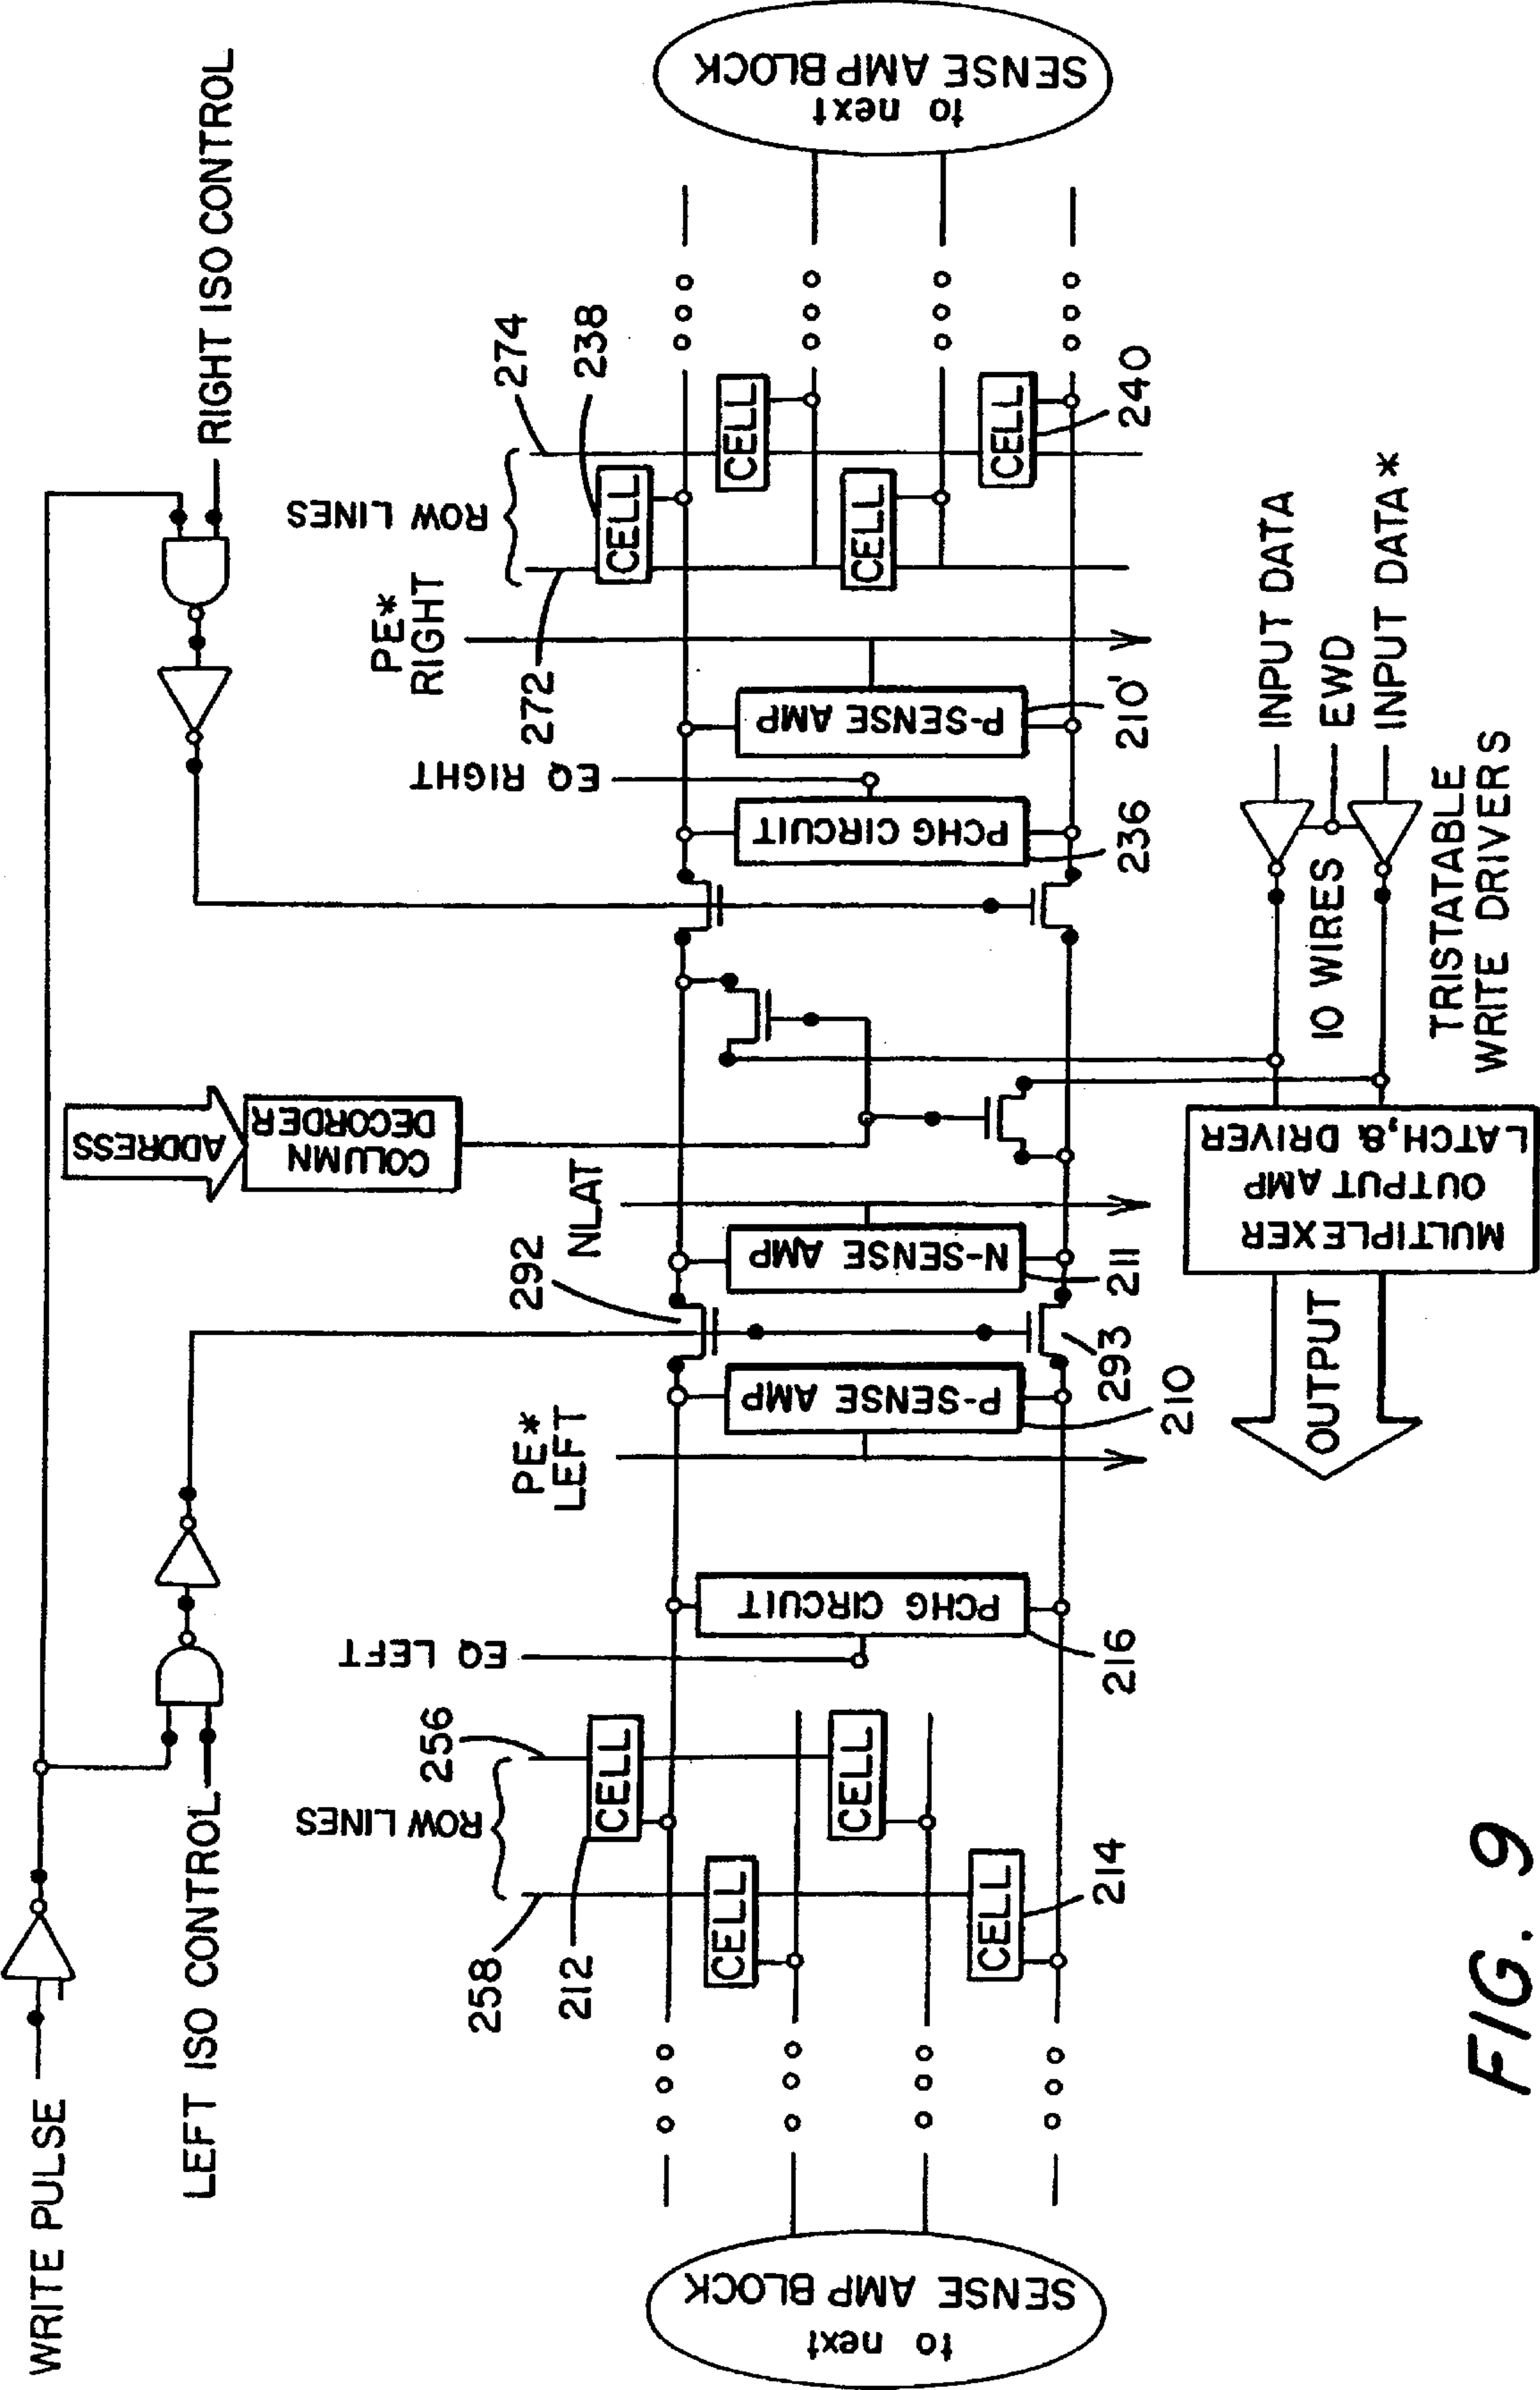 WRITE PULSE
LEFT ISO CONTROL
RIGHT ISO CONTROL
ADDRESS
COLUMN
DECORDER
ROW LINES
258
256
212
CELL
CELL
CELL
CELL
214
EQ LEFT
PCHG CIRCUIT
216
PE*
LEFT
P-SENSE AMP
210
292
293
NLAT
N-SENSE AMP
211
EQ RIGHT
PCHG CIRCUIT
236
PE*
RIGHT
P-SENSE AMP
210'
ROW LINES
272
274
238
CELL
CELL
CELL
CELL
240
to next
SENSE AMP BLOCK
to next
SENSE AMP BLOCK
OUTPUT
MULTIPLEXER
OUTPUT AMP
LATCH,& DRIVER
IO WIRES
INPUT DATA
EWD
INPUT DATA*
TRISTATABLE
WRITE DRIVERS
FIG. 9